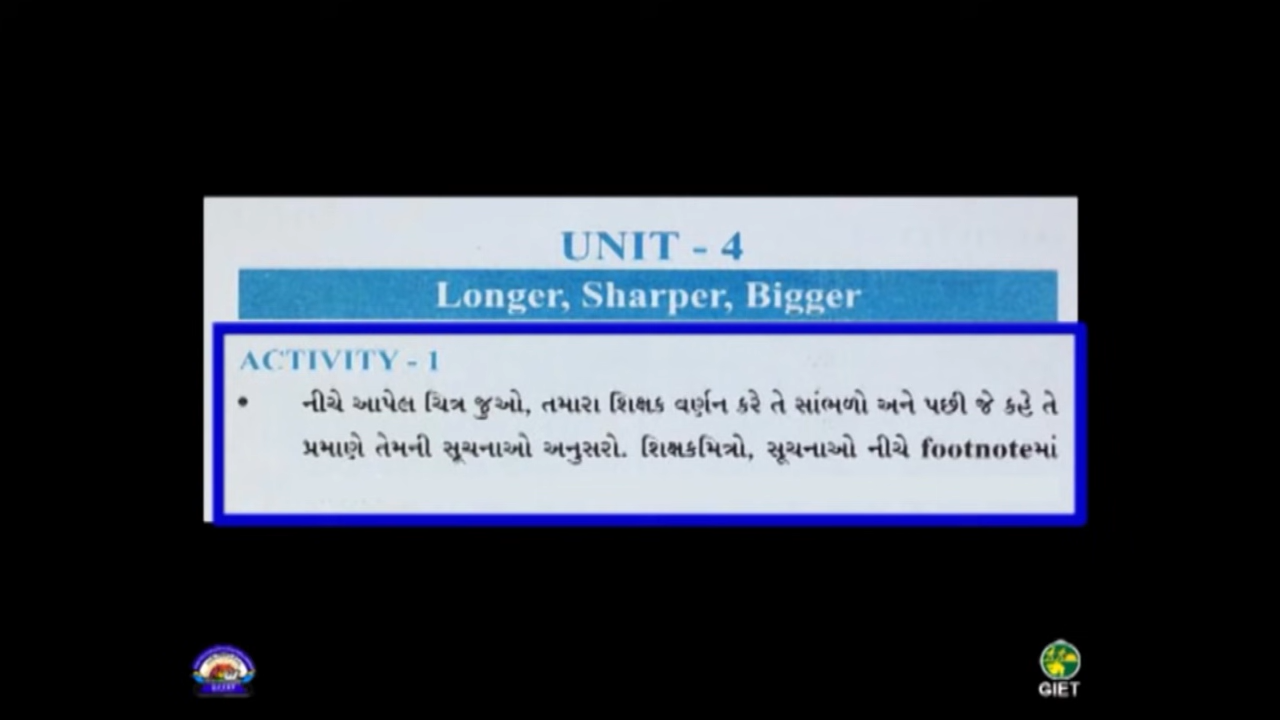 UNIT - 4
Longer, Sharper, Bigger
ACTIVITY - 1
• નીચે આપેલ ચિત્ર જુઓ, તમારા શિક્ષક વર્ણન કરે તે સાંભળો અને પછી જે કહે તે
પ્રમાણે તેમની સૂચનાઓ અનુસરો. શિક્ષકમિત્રો, સૂચનાઓ નીચે footnoteમાં
GIET